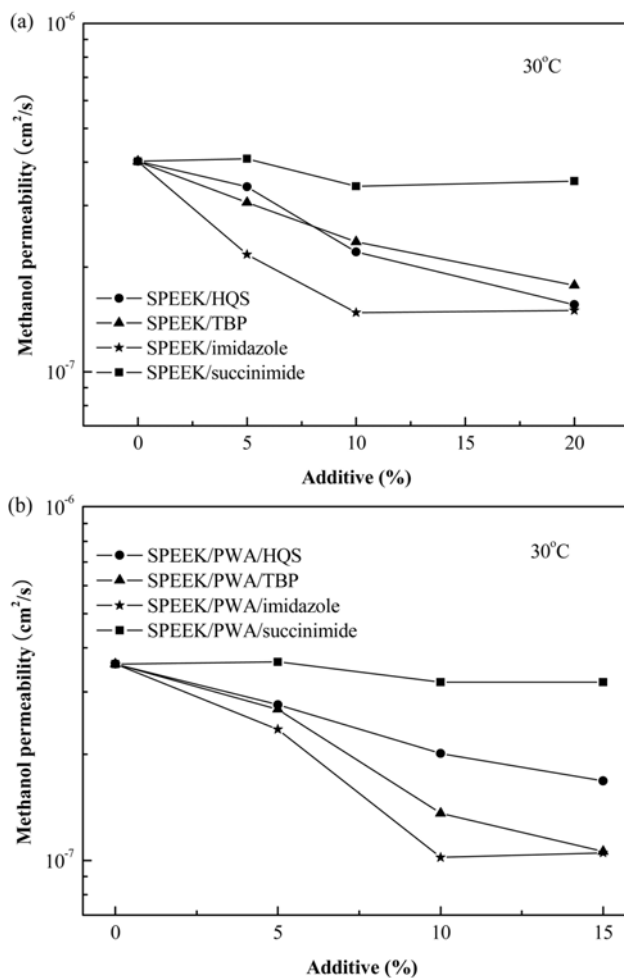 (a)
10⁻⁶
30°C
Methanol permeability (cm²/s)
SPEEK/HQS
SPEEK/TBP
SPEEK/imidazole
SPEEK/succinimide
10⁻⁷
0 5 10 15 20
Additive (%)
(b)
10⁻⁶
30°C
Methanol permeability (cm²/s)
SPEEK/PWA/HQS
SPEEK/PWA/TBP
SPEEK/PWA/imidazole
SPEEK/PWA/succinimide
10⁻⁷
0 5 10 15
Additive (%)